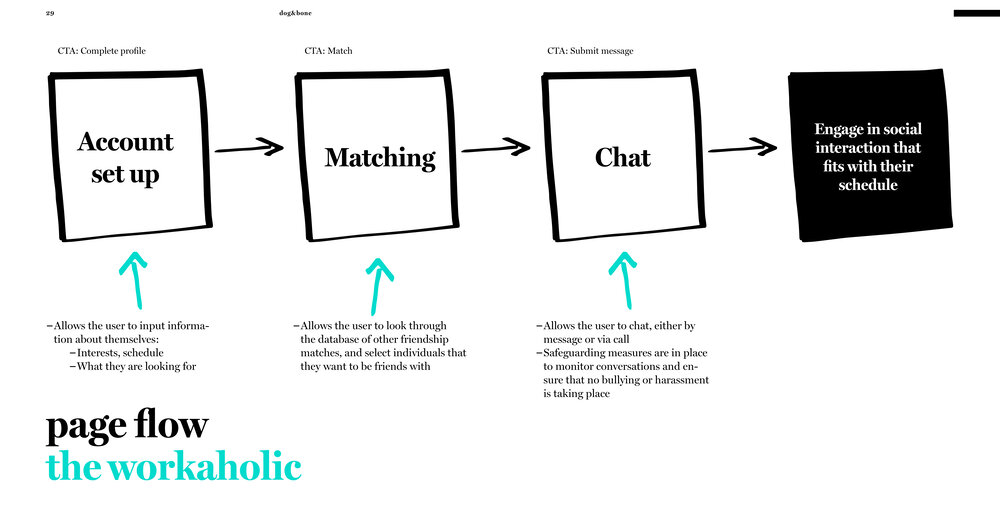 29
dog&bone
CTA: Complete profile
CTA: Match
CTA: Submit message
Account
set up
Matching
Chat
Engage in social
interaction that
fits with their
schedule
–Allows the user to input informa-
tion about themselves:
–Interests, schedule
–What they are looking for
–Allows the user to look through
the database of other friendship
matches, and select individuals that
they want to be friends with
–Allows the user to chat, either by
message or via call
–Safeguarding measures are in place
to monitor conversations and en-
sure that no bullying or harassment
is taking place
page flow
the workaholic